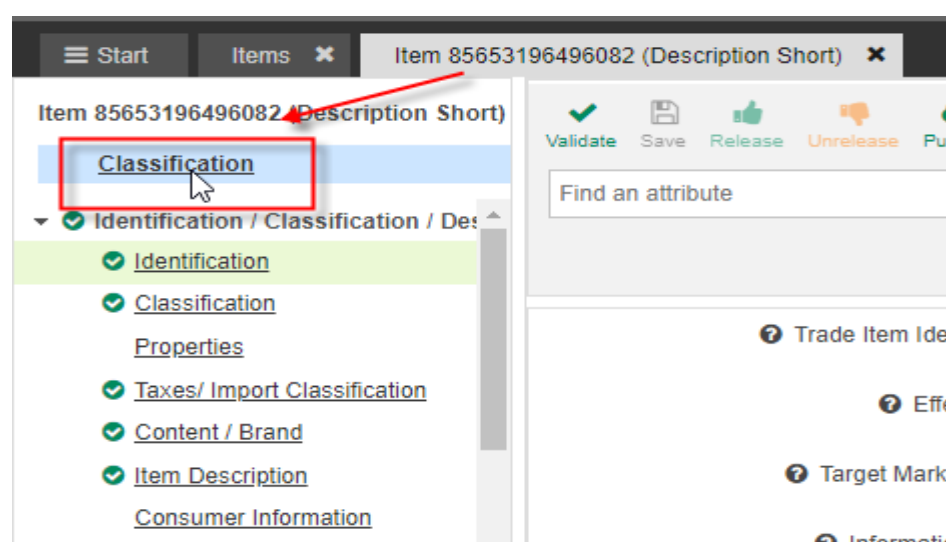 Start Items Item 85653196496082 (Description Short)
Item 85653196496082 (Description Short)
Classification
Identification / Classification / Des
Identification
Classification
Properties
Taxes/ Import Classification
Content / Brand
Item Description
Consumer Information
Validate Save Release Unrelease Pu
Find an attribute
Trade Item Ide
Effe
Target Mark
Informati